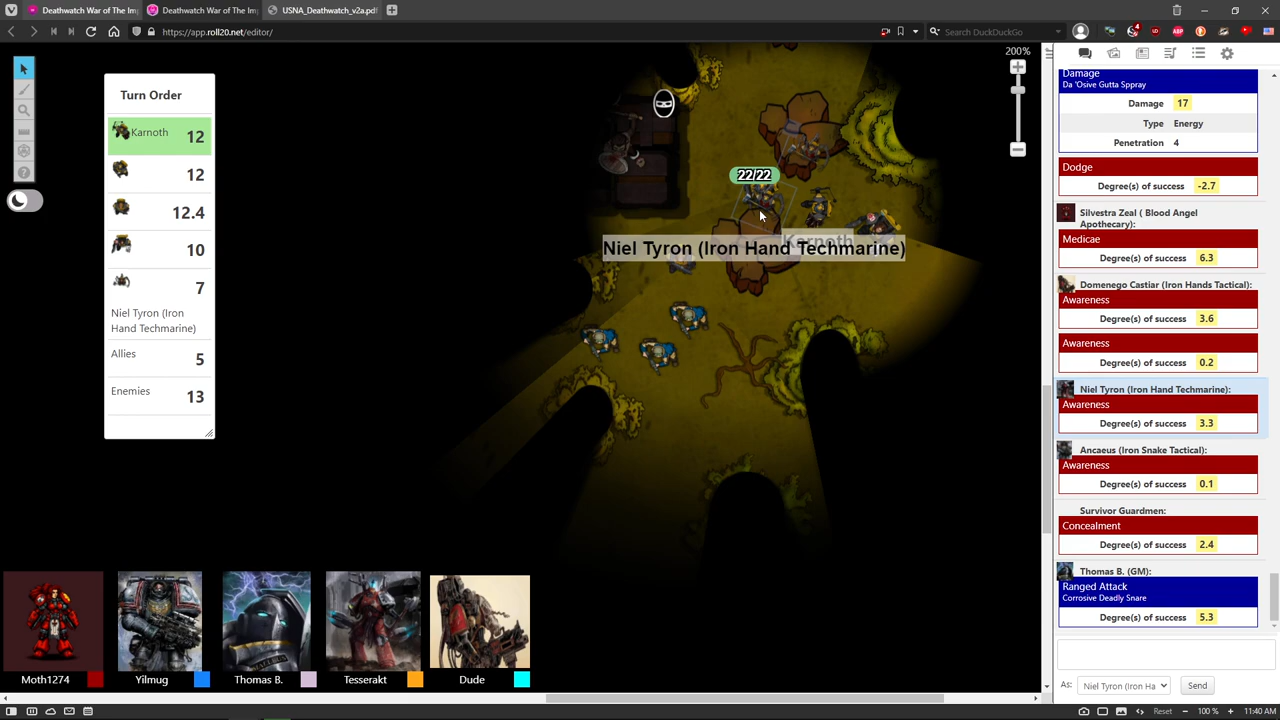 Deathwatch War of The Im
Deathwatch War of The Im
USNA_Deathwatch_v2a.pdf
https://app.roll20.net/editor/
Search DuckDuckGo
200%
Turn Order
Karnoth 12
12
12.4
10
7
Niel Tyron (Iron
Hand Techmarine)
Allies 5
Enemies 13
22/22
Karnoth
Niel Tyron (Iron Hand Techmarine)
Moth1274
Yilmug
Thomas B.
Tesserakt
Dude
Damage
Da 'Osive Gutta Sppray
Damage 17
Type Energy
Penetration 4
Dodge
Degree(s) of success -2.7
Silvestra Zeal ( Blood Angel
Apothecary):
Medicae
Degree(s) of success 6.3
Domenego Castiar (Iron Hands Tactical):
Awareness
Degree(s) of success 3.6
Awareness
Degree(s) of success 0.2
Niel Tyron (Iron Hand Techmarine):
Awareness
Degree(s) of success 3.3
Ancaeus (Iron Snake Tactical):
Awareness
Degree(s) of success 0.1
Survivor Guardmen:
Concealment
Degree(s) of success 2.4
Thomas B. (GM):
Ranged Attack
Corrosive Deadly Snare
Degree(s) of success 5.3
As: Niel Tyron (Iron Ha
Send
Reset
100 %
11:40 AM